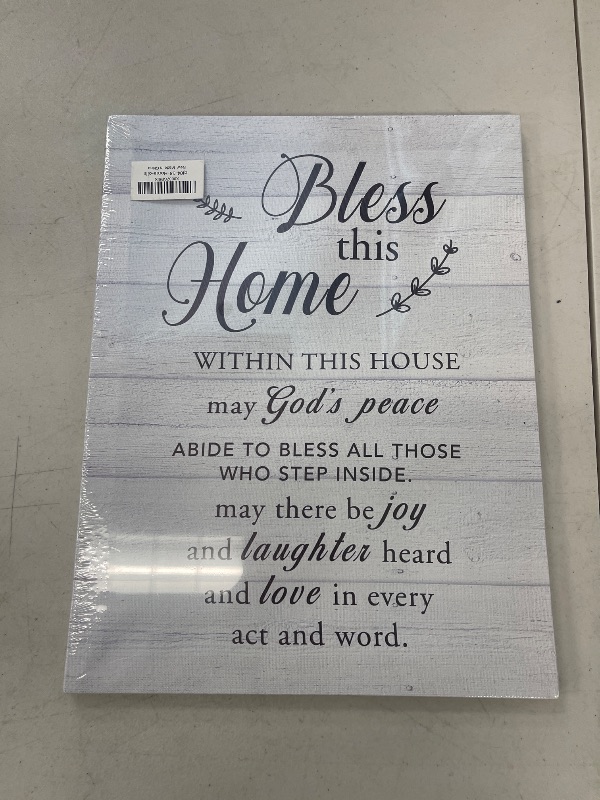 Bless
this
Home
WITHIN THIS HOUSE
may God's peace
ABIDE TO BLESS ALL THOSE
WHO STEP INSIDE.
may there be joy
and laughter heard
and love in every
act and word.